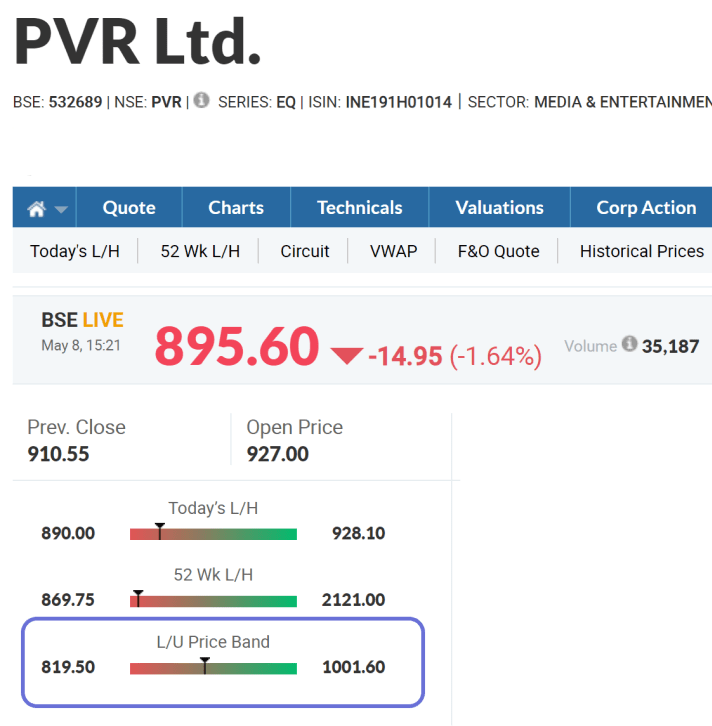 PVR Ltd.
BSE: 532689 | NSE: PVR | SERIES: EQ | ISIN: INE191H01014 | SECTOR: MEDIA & ENTERTAINMEN
Quote Charts Technicals Valuations Corp Action
Today's L/H 52 Wk L/H Circuit VWAP F&O Quote Historical Prices
BSE LIVE
May 8, 15:21
895.60 -14.95 (-1.64%) Volume 35,187
Prev. Close Open Price
910.55 927.00
Today's L/H
890.00 928.10
52 Wk L/H
869.75 2121.00
L/U Price Band
819.50 1001.60